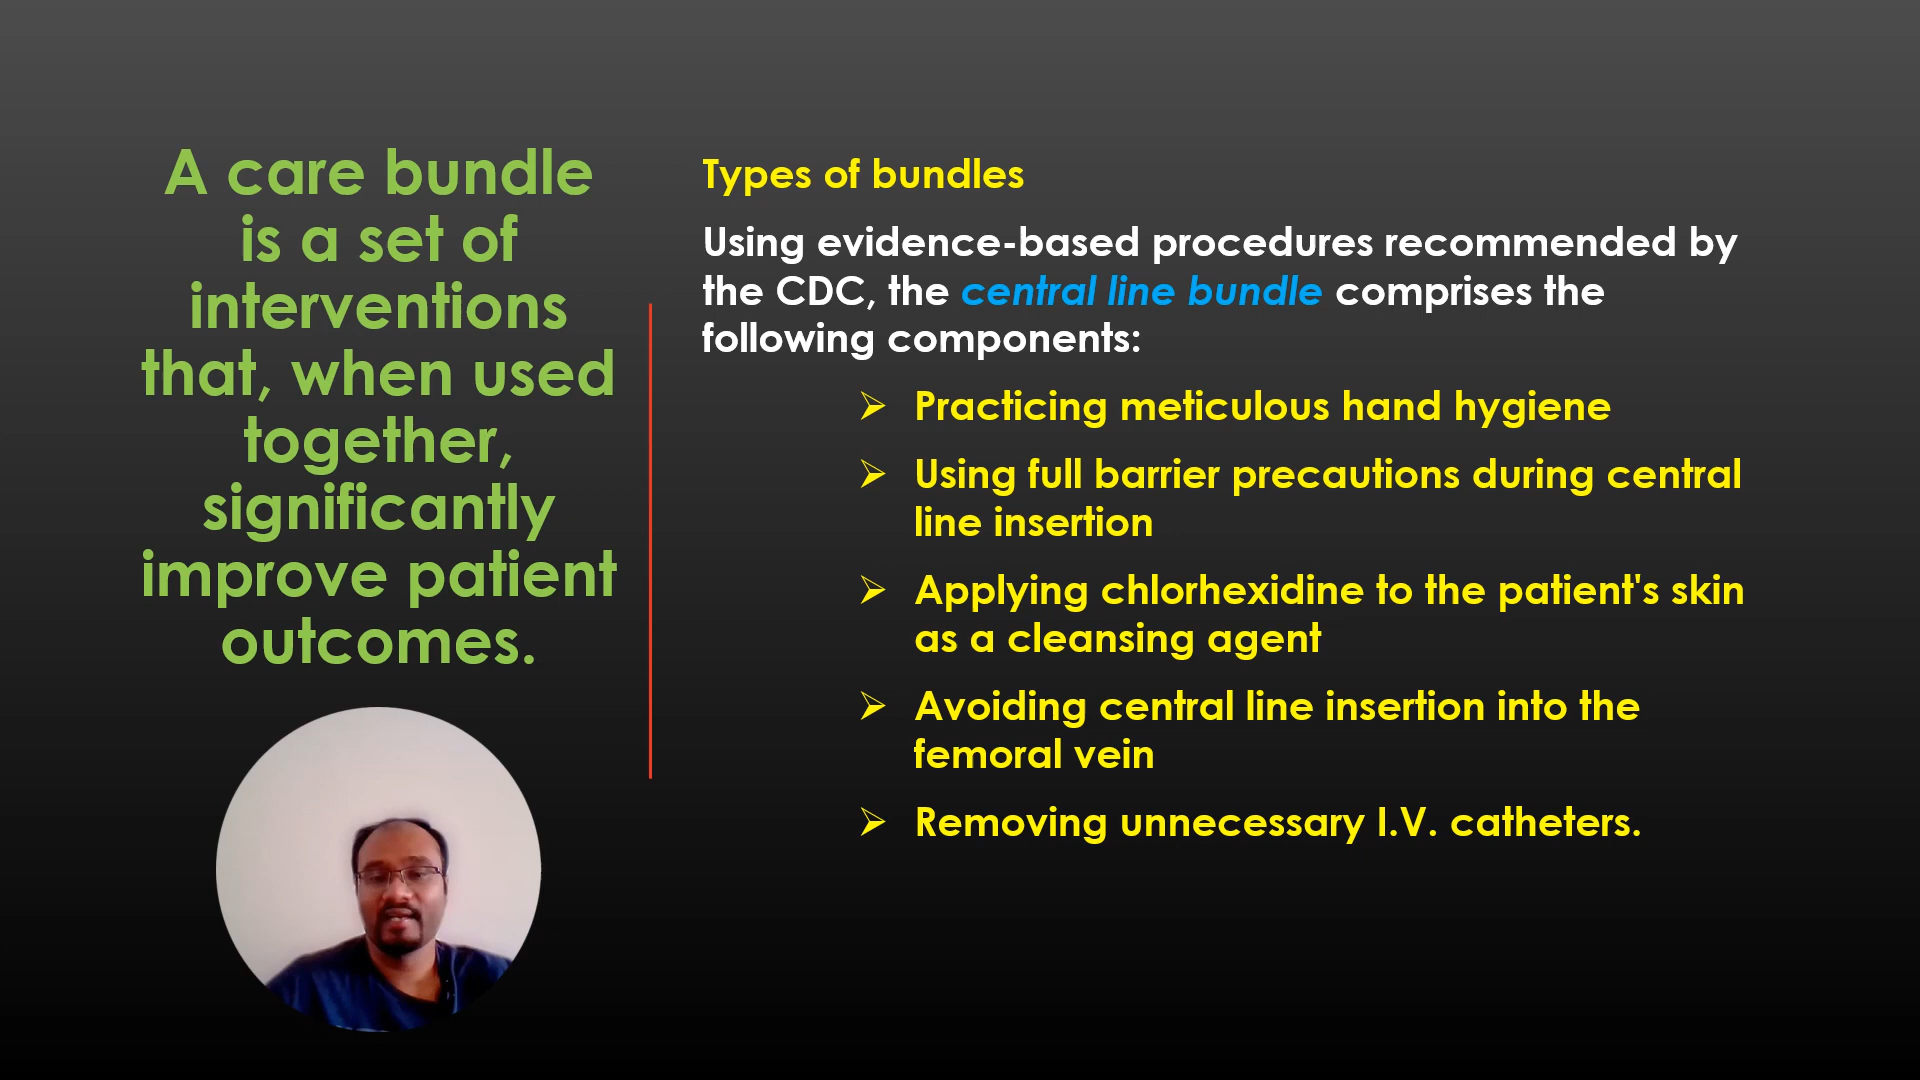 A care bundle
is a set of
interventions
that, when used
together,
significantly
improve patient
outcomes.
Types of bundles
Using evidence-based procedures recommended by
the CDC, the central line bundle comprises the
following components:
➢ Practicing meticulous hand hygiene
➢ Using full barrier precautions during central
line insertion
➢ Applying chlorhexidine to the patient's skin
as a cleansing agent
➢ Avoiding central line insertion into the
femoral vein
➢ Removing unnecessary I.V. catheters.